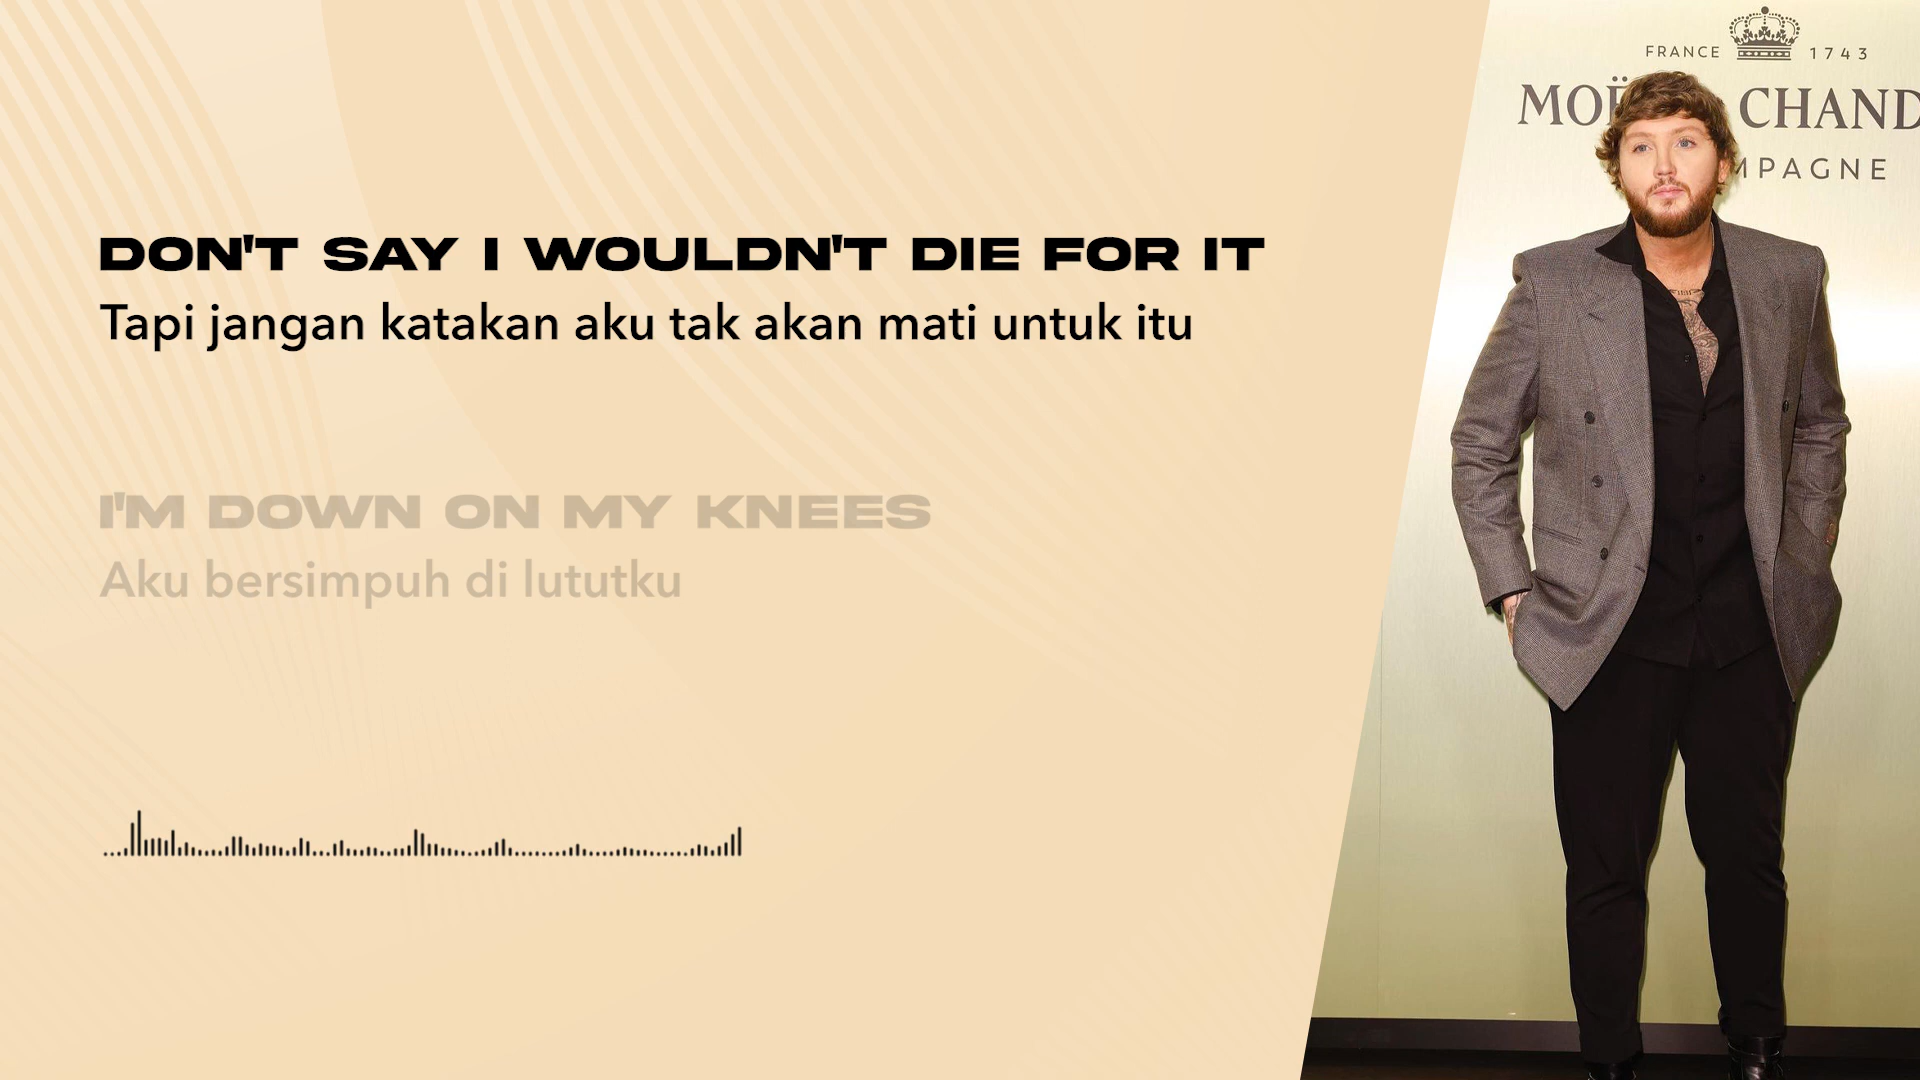 DON'T SAY I WOULDN'T DIE FOR IT
Tapi jangan katakan aku tak akan mati untuk itu
I'M DOWN ON MY KNEES
Aku bersimpuh di lututku
FRANCE 1743
MOË CHAND
MPAGNE